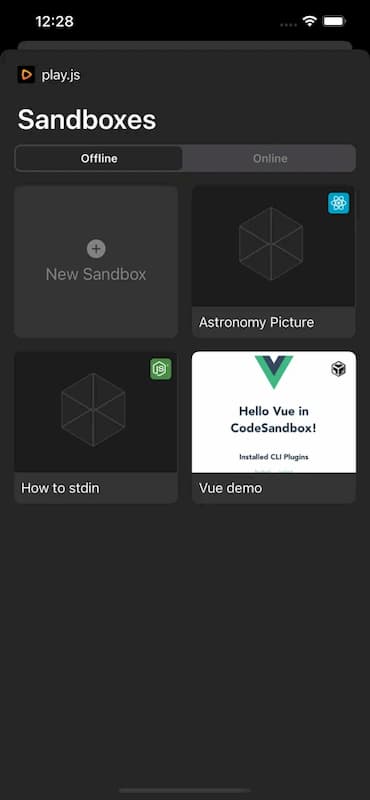 12:28
play.js
Sandboxes
Offline
Online
New Sandbox
Astronomy Picture
JS
Hello Vue in
CodeSandbox!
Installed CLI Plugins
How to stdin
Vue demo